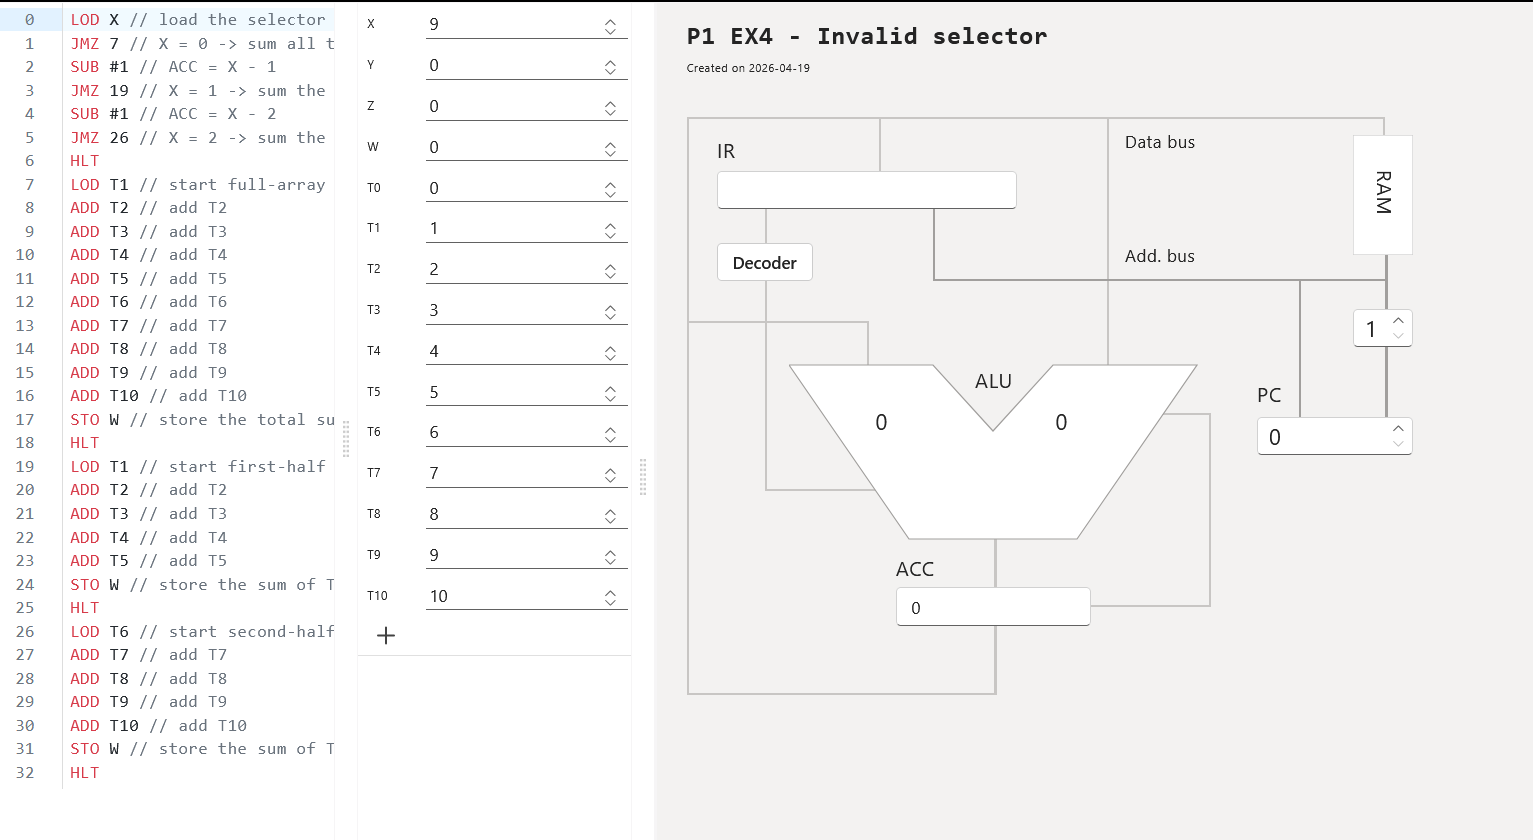 0 LOD X // load the selector
1 JMZ 7 // X = 0 -> sum all t
2 SUB #1 // ACC = X - 1
3 JMZ 19 // X = 1 -> sum the
4 SUB #1 // ACC = X - 2
5 JMZ 26 // X = 2 -> sum the
6 HLT
7 LOD T1 // start full-array
8 ADD T2 // add T2
9 ADD T3 // add T3
10 ADD T4 // add T4
11 ADD T5 // add T5
12 ADD T6 // add T6
13 ADD T7 // add T7
14 ADD T8 // add T8
15 ADD T9 // add T9
16 ADD T10 // add T10
17 STO W // store the total su
18 HLT
19 LOD T1 // start first-half
20 ADD T2 // add T2
21 ADD T3 // add T3
22 ADD T4 // add T4
23 ADD T5 // add T5
24 STO W // store the sum of T
25 HLT
26 LOD T6 // start second-half
27 ADD T7 // add T7
28 ADD T8 // add T8
29 ADD T9 // add T9
30 ADD T10 // add T10
31 STO W // store the sum of T
32 HLT
X 9
Y 0
Z 0
W 0
T0 0
T1 1
T2 2
T3 3
T4 4
T5 5
T6 6
T7 7
T8 8
T9 9
T10 10
P1 EX4 - Invalid selector
Created on 2026-04-19
Data bus
IR
RAM
Add. bus
Decoder
1
ALU
PC
0
0
0
ACC
0